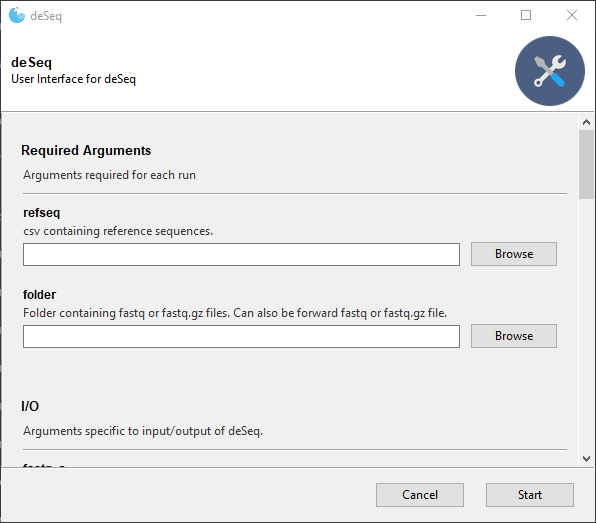 deSeq
deSeq
User Interface for deSeq
Required Arguments
Arguments required for each run
refseq
csv containing reference sequences.
Browse
folder
Folder containing fastq or fastq.gz files. Can also be forward fastq or fastq.gz file.
Browse
I/O
Arguments specific to input/output of deSeq.
Cancel
Start